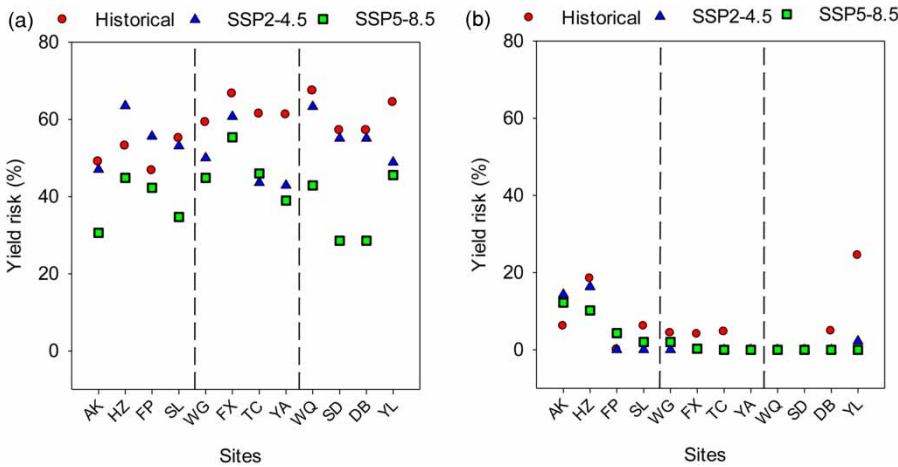 (a) Historical SSP2-4.5 SSP5-8.5
80
60
40
20
0
Yield risk (%)
AK HZ FP SL WG FX TC YA WQ SD DB YL
Sites
(b) Historical SSP2-4.5 SSP5-8.5
80
60
40
20
0
Yield risk (%)
AK HZ FP SL WG FX TC YA WQ SD DB YL
Sites